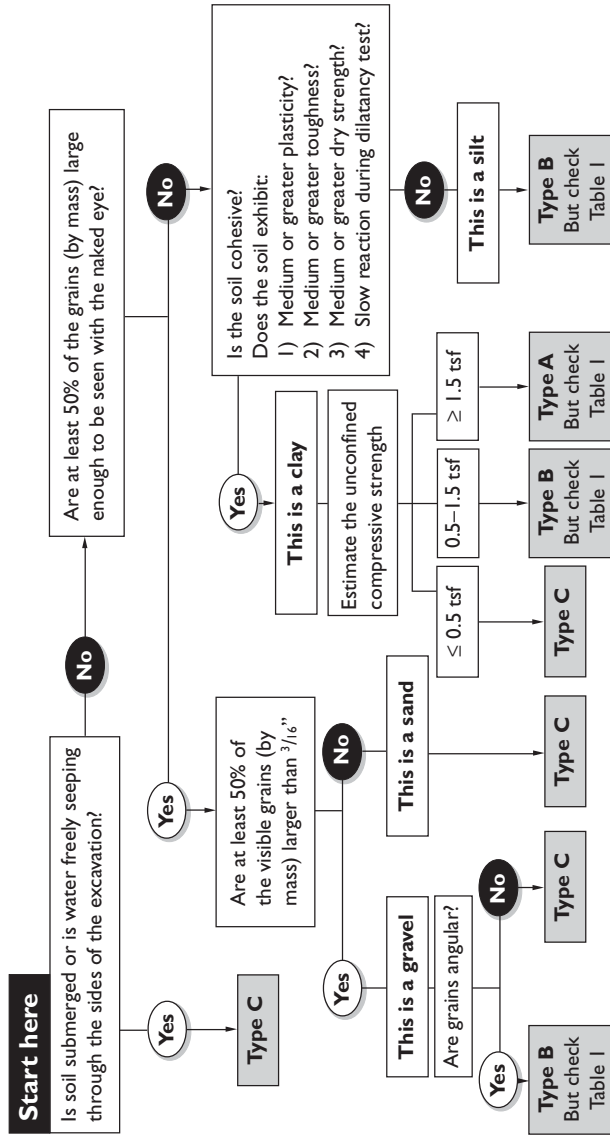 Start here
Is soil submerged or is water freely seeping
through the sides of the excavation?
Yes
Type C
No
Are at least 50% of the grains (by mass) large
enough to be seen with the naked eye?
Yes
Are at least 50% of
the visible grains (by
mass) larger than 3/16”
Yes
This is a gravel
Are grains angular?
Yes
Type B
But check
Table 1
No
Type C
No
This is a sand
Type C
No
Is the soil cohesive?
Does the soil exhibit:
1) Medium or greater plasticity?
2) Medium or greater toughness?
3) Medium or greater dry strength?
4) Slow reaction during dilatancy test?
Yes
This is a clay
Estimate the unconfined
compressive strength
≤ 0.5 tsf
Type C
0.5–1.5 tsf
Type B
But check
Table 1
≥ 1.5 tsf
Type A
But check
Table 1
No
This is a silt
Type B
But check
Table 1